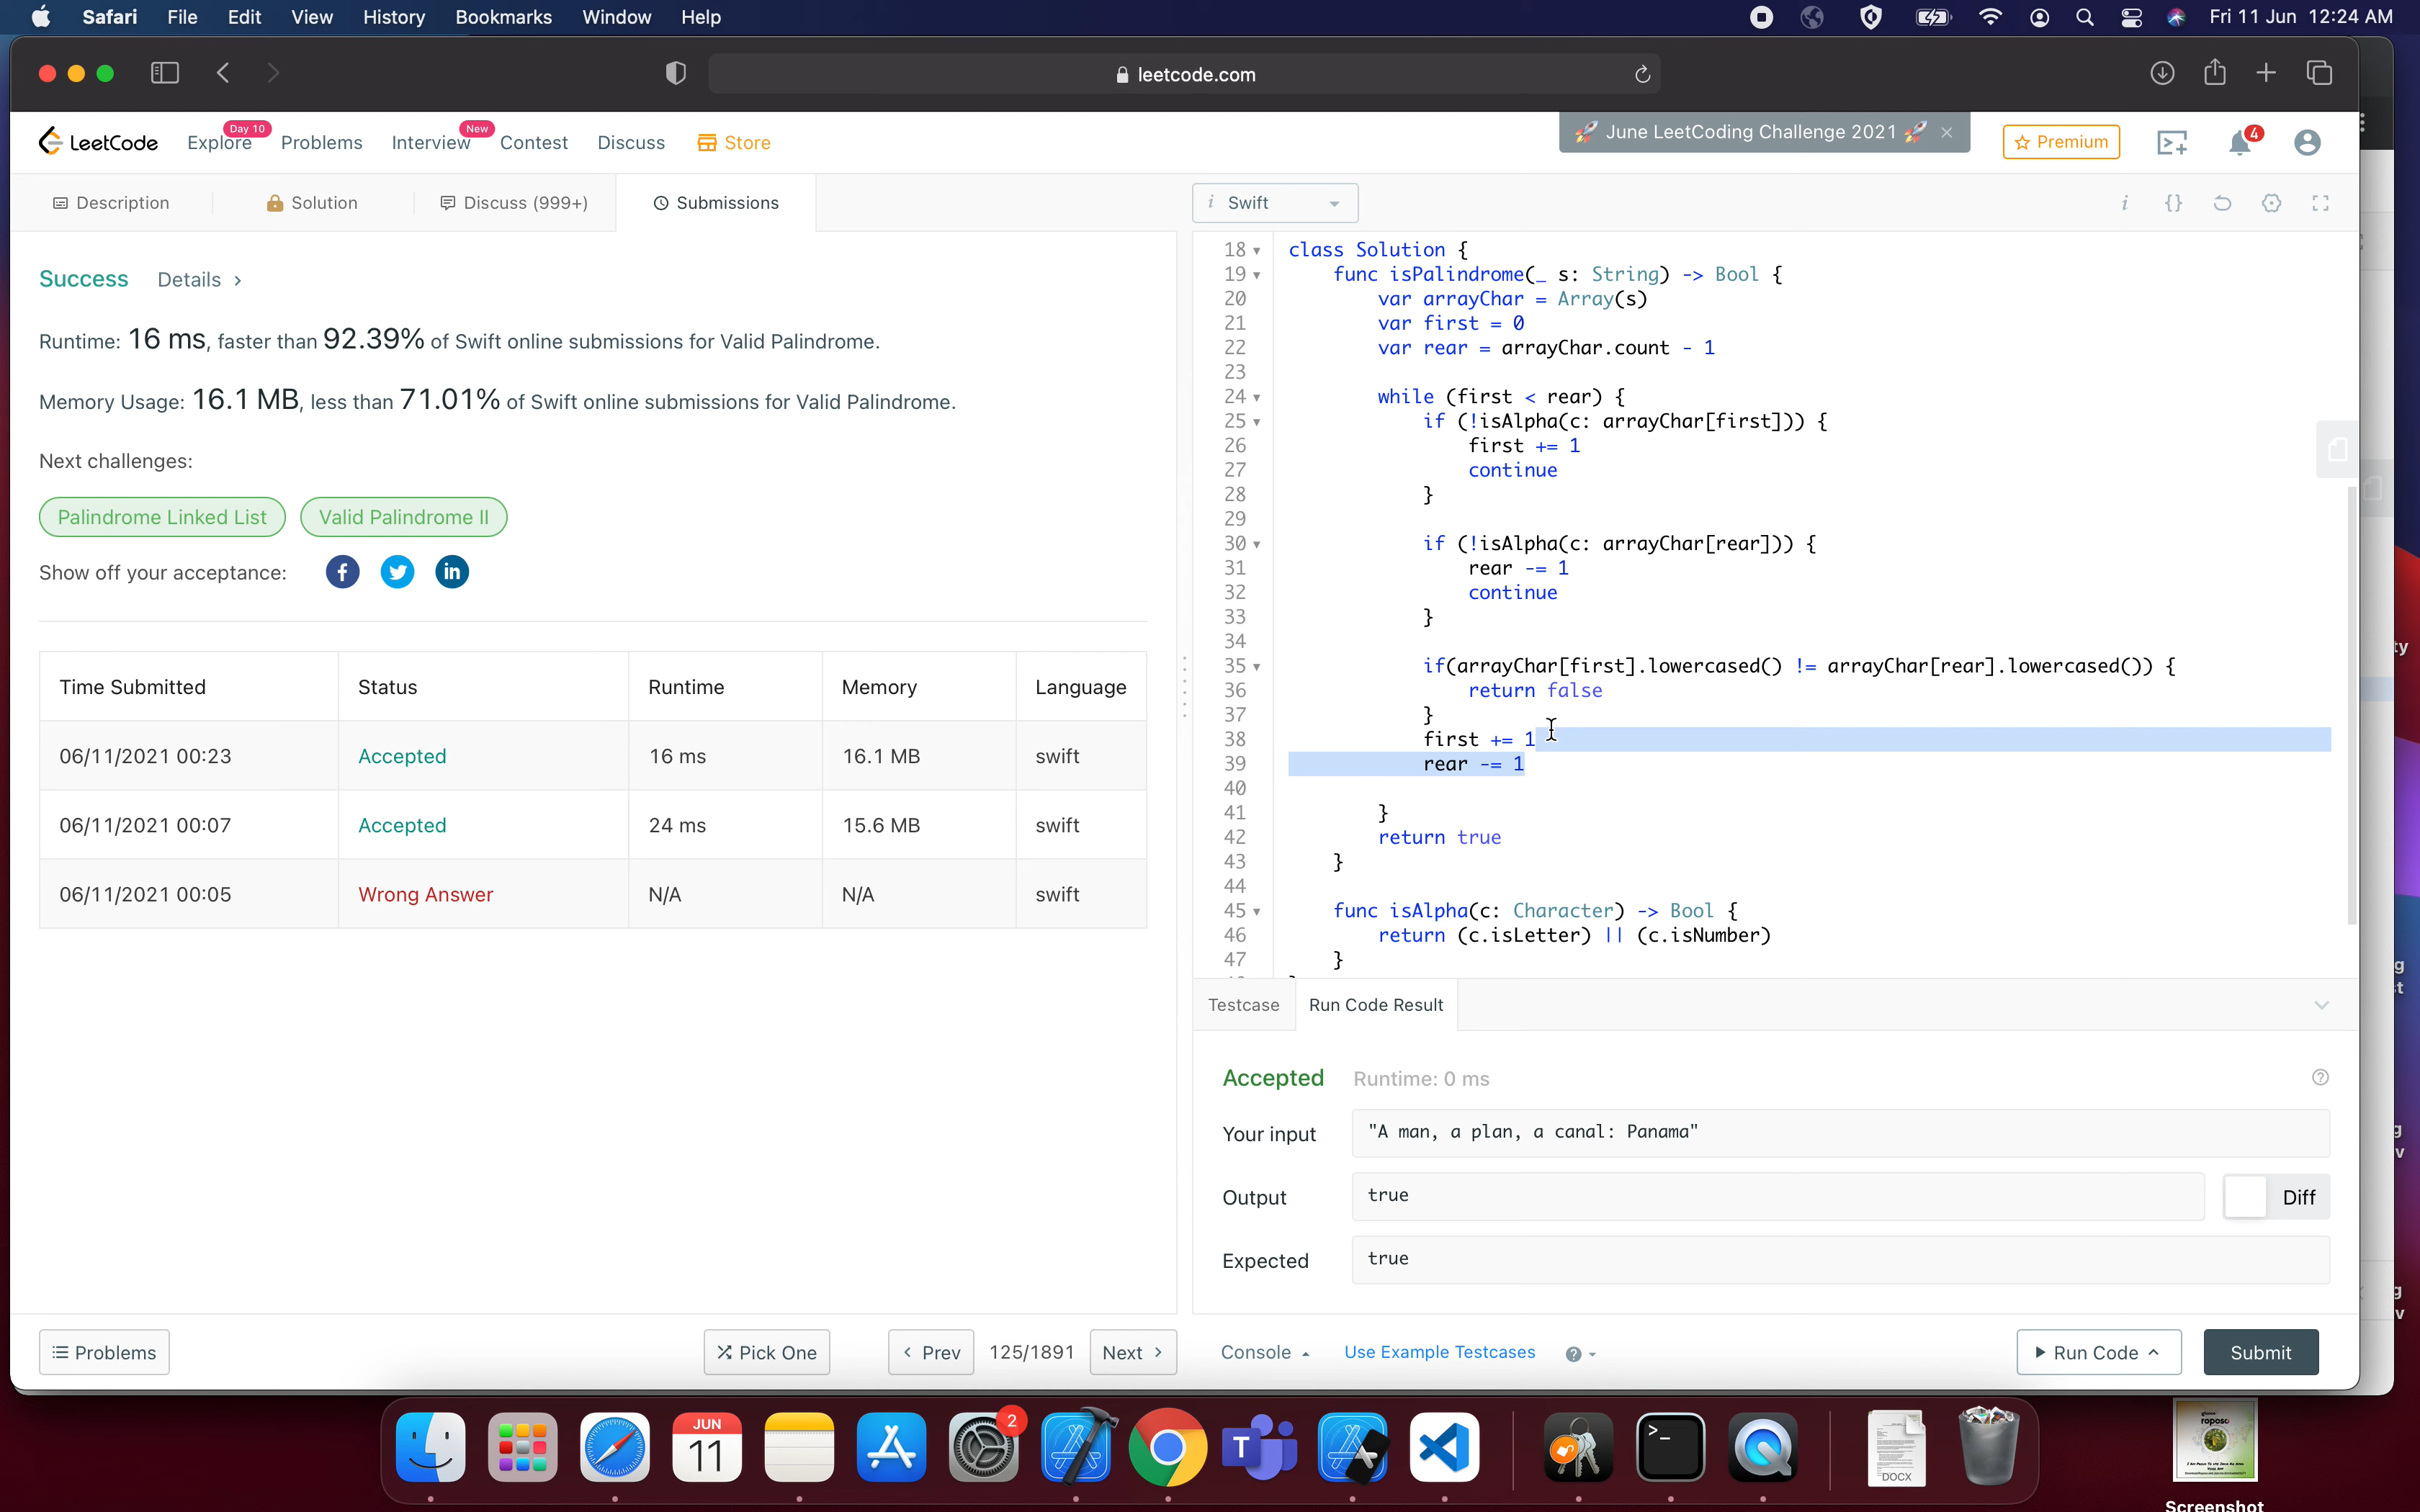 Safari File Edit View History Bookmarks Window Help
Fri 11 Jun 12:24 AM
leetcode.com
LeetCode Explore Day 10 Problems Interview New Contest Discuss Store
🚀 June LeetCoding Challenge 2021 🚀 ×
Premium
4
Description Solution Discuss (999+) Submissions
Success Details >
Runtime: 16 ms, faster than 92.39% of Swift online submissions for Valid Palindrome.
Memory Usage: 16.1 MB, less than 71.01% of Swift online submissions for Valid Palindrome.
Next challenges:
Palindrome Linked List Valid Palindrome II
Show off your acceptance:
Time Submitted Status Runtime Memory Language
06/11/2021 00:23 Accepted 16 ms 16.1 MB swift
06/11/2021 00:07 Accepted 24 ms 15.6 MB swift
06/11/2021 00:05 Wrong Answer N/A N/A swift
Problems Pick One < Prev 125/1891 Next >
i Swift
18 class Solution {
19 func isPalindrome(_ s: String) -> Bool {
20 var arrayChar = Array(s)
21 var first = 0
22 var rear = arrayChar.count - 1
23
24 while (first < rear) {
25 if (!isAlpha(c: arrayChar[first])) {
26 first += 1
27 continue
28 }
29
30 if (!isAlpha(c: arrayChar[rear])) {
31 rear -= 1
32 continue
33 }
34
35 if(arrayChar[first].lowercased() != arrayChar[rear].lowercased()) {
36 return false
37 }
38 first += 1
39 rear -= 1
40
41 }
42 return true
43 }
44
45 func isAlpha(c: Character) -> Bool {
46 return (c.isLetter) || (c.isNumber)
47 }
Testcase Run Code Result
Accepted Runtime: 0 ms
Your input "A man, a plan, a canal: Panama"
Output true Diff
Expected true
Console Use Example Testcases Run Code Submit
2
JUN
11
T
DOCX
roposo
Screenshot